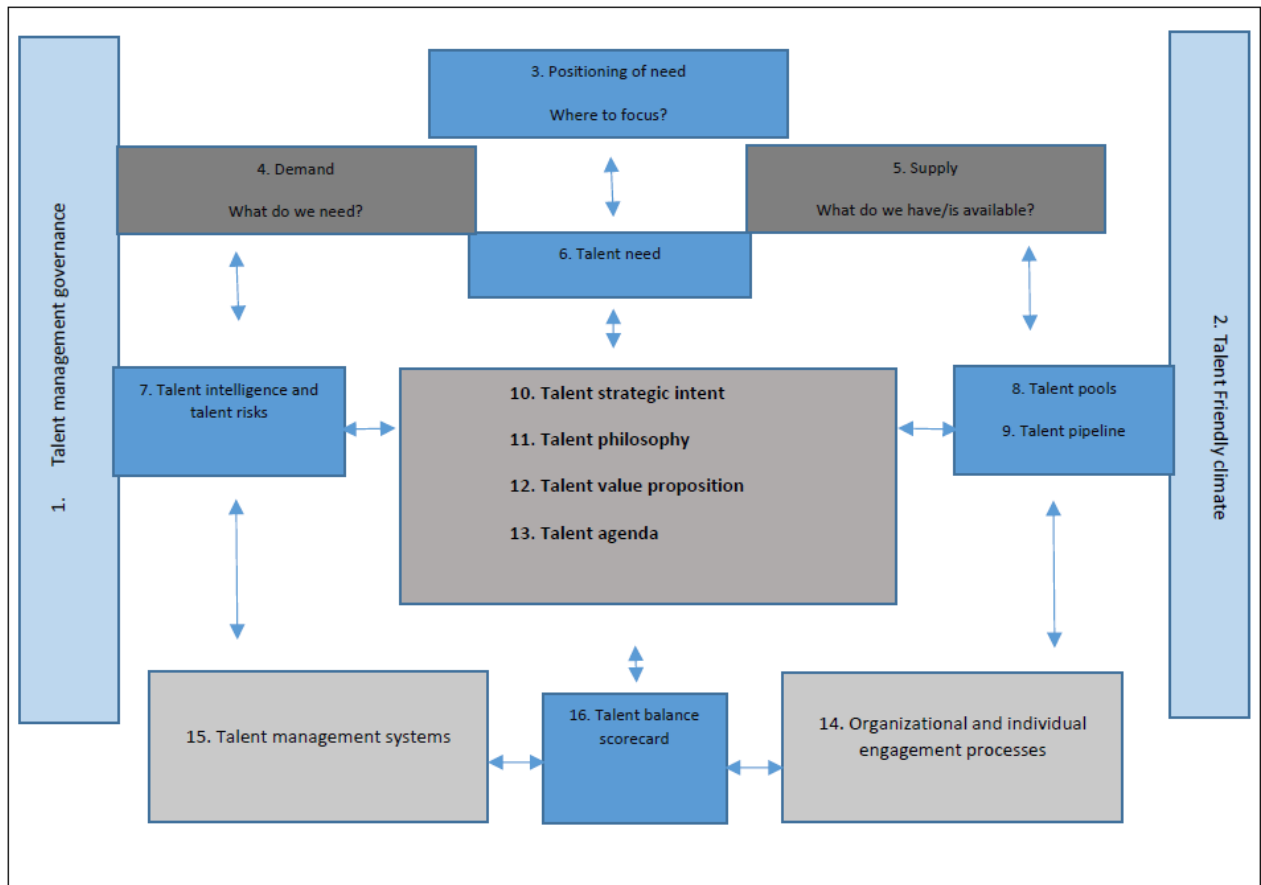 1. Talent management governance
2. Talent Friendly climate
3. Positioning of need
Where to focus?
4. Demand
What do we need?
5. Supply
What do we have/is available?
6. Talent need
7. Talent intelligence and
talent risks
8. Talent pools
9. Talent pipeline
10. Talent strategic intent
11. Talent philosophy
12. Talent value proposition
13. Talent agenda
15. Talent management systems
16. Talent balance
scorecard
14. Organizational and individual
engagement processes